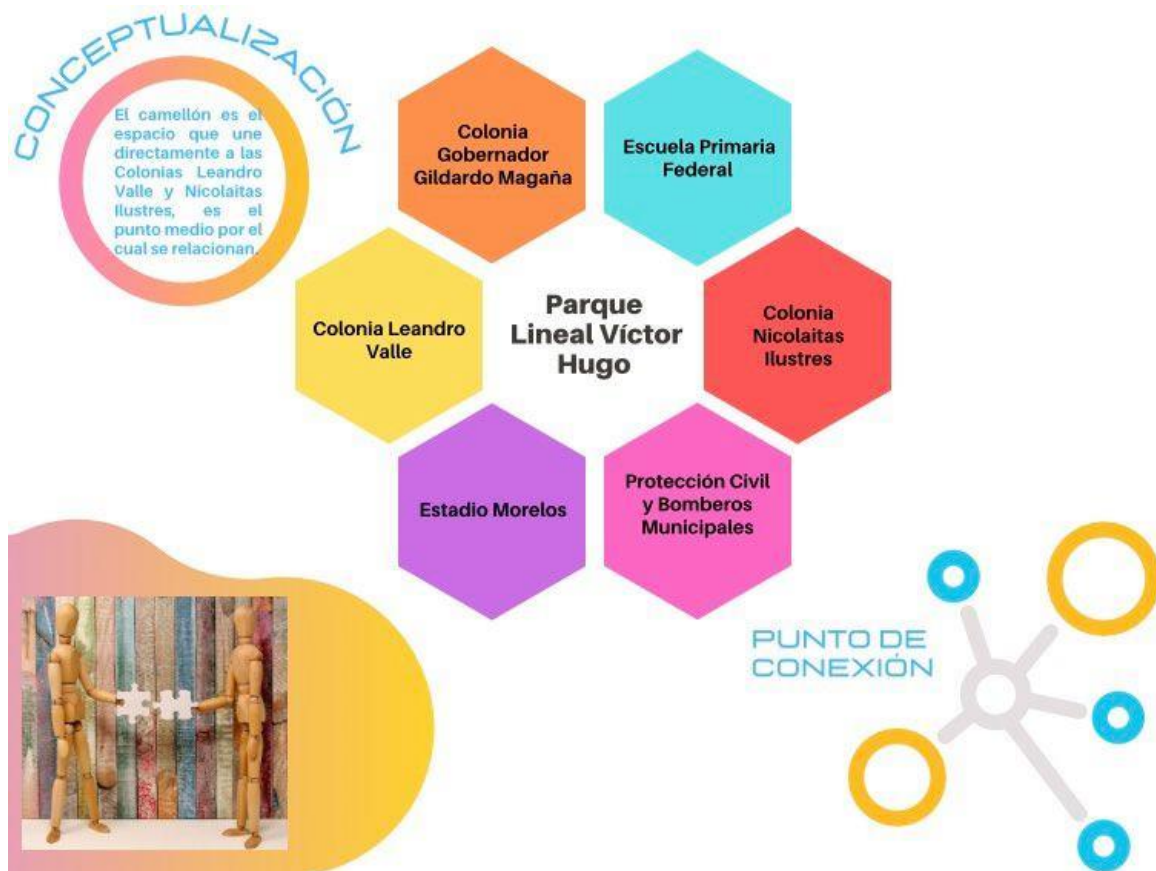 CONCEPTUALIZACIÓN
El camellón es el
espacio que une
directamente a las
Colonias Leandro
Valle y Nicolaitas
Ilustres, es el
punto medio por el
cual se relacionan.
Colonia
Gobernador
Gildardo Magaña
Escuela Primaria
Federal
Colonia Leandro
Valle
Parque
Lineal Víctor
Hugo
Colonia
Nicolaitas
Ilustres
Estadio Morelos
Protección Civil
y Bomberos
Municipales
PUNTO DE
CONEXIÓN